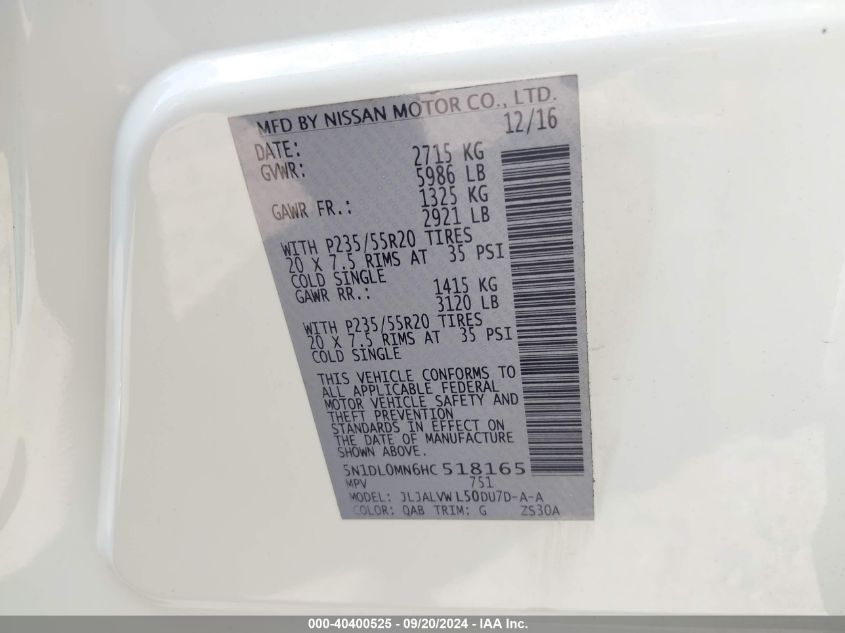 MFD BY NISSAN MOTOR CO., LTD.
DATE: 12/16
GVWR: 2715 KG
5986 LB
GAWR FR.: 1325 KG
2921 LB
WITH P235/55R20 TIRES
20 X 7.5 RIMS AT 35 PSI
COLD SINGLE
GAWR RR.: 1415 KG
3120 LB
WITH P235/55R20 TIRES
20 X 7.5 RIMS AT 35 PSI
COLD SINGLE
THIS VEHICLE CONFORMS TO
ALL APPLICABLE FEDERAL
MOTOR VEHICLE SAFETY AND
THEFT PREVENTION
STANDARDS IN EFFECT ON
THE DATE OF MANUFACTURE
SHOWN ABOVE.
5N1DL0MN6HC518165
MPV 751
MODEL: JLJALVWL50DU7D-A-A
COLOR: QAB TRIM: G ZS30A
000-40400525 - 09/20/2024 - IAA Inc.